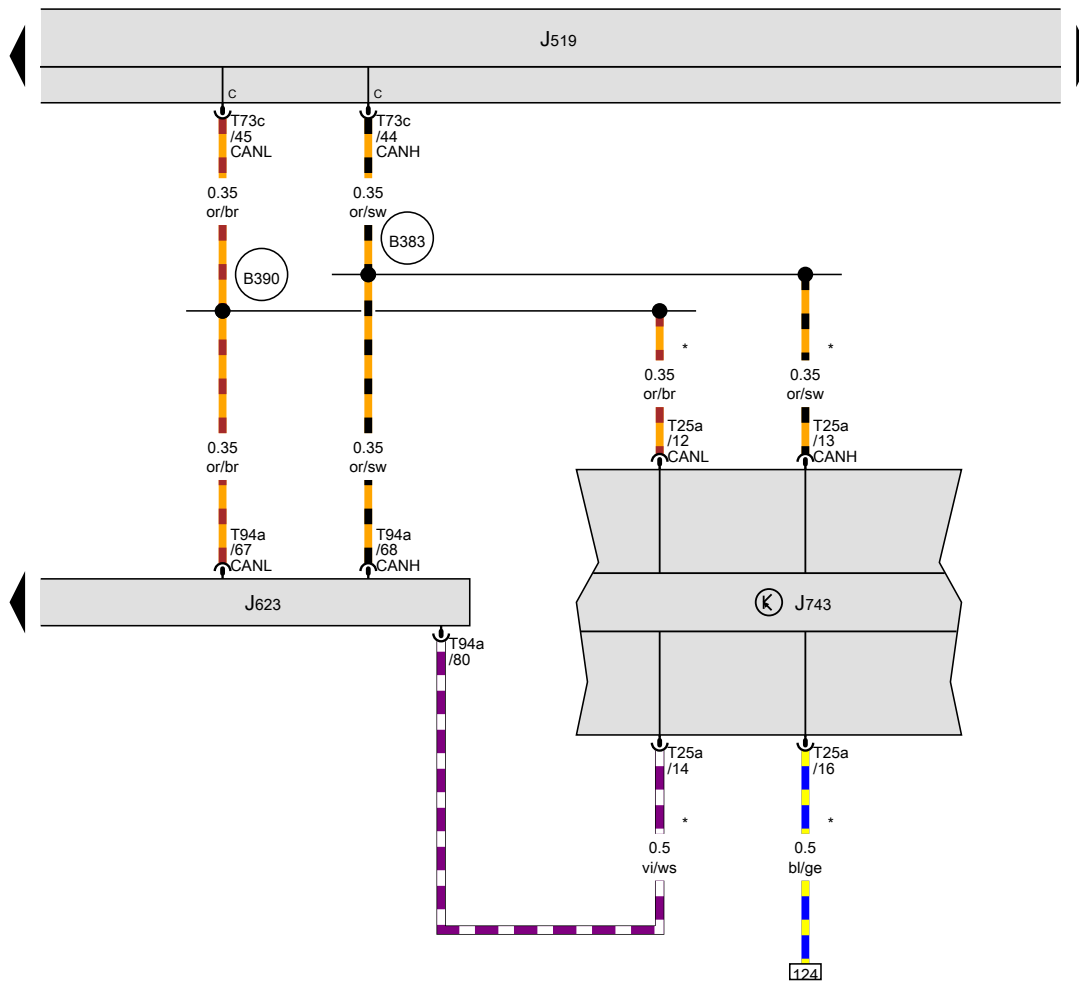 J519
C
C
T73c
/45
CANL
T73c
/44
CANH
0.35
or/br
0.35
or/sw
B383
B390
*
*
0.35
or/br
0.35
or/sw
T25a
/12
CANL
T25a
/13
CANH
0.35
or/br
0.35
or/sw
T94a
/67
CANL
T94a
/68
CANH
J623
J743
T94a
/80
T25a
/14
T25a
/16
*
*
0.5
vi/ws
0.5
bl/ge
124